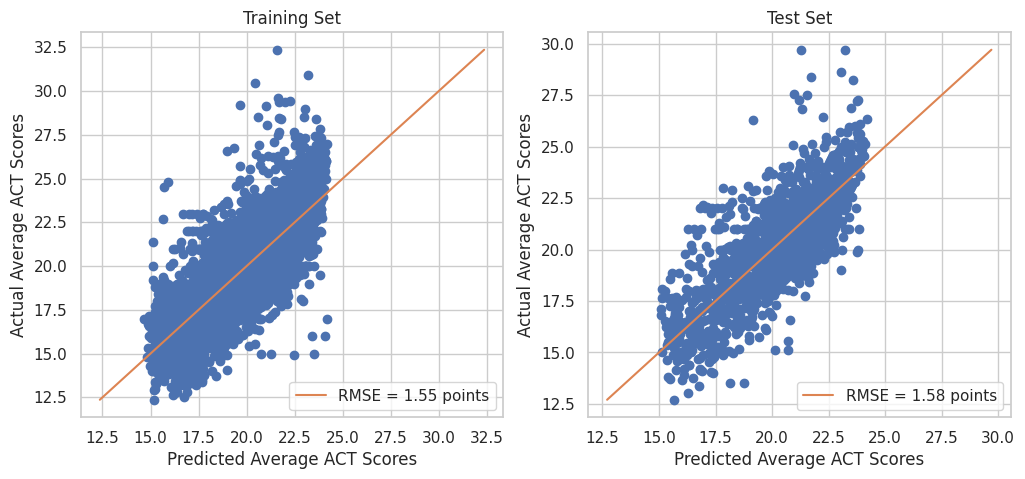 Training Set
Actual Average ACT Scores
32.5
30.0
27.5
25.0
22.5
20.0
17.5
15.0
12.5
RMSE = 1.55 points
12.5 15.0 17.5 20.0 22.5 25.0 27.5 30.0 32.5
Predicted Average ACT Scores
Test Set
Actual Average ACT Scores
30.0
27.5
25.0
22.5
20.0
17.5
15.0
12.5
RMSE = 1.58 points
12.5 15.0 17.5 20.0 22.5 25.0 27.5 30.0
Predicted Average ACT Scores